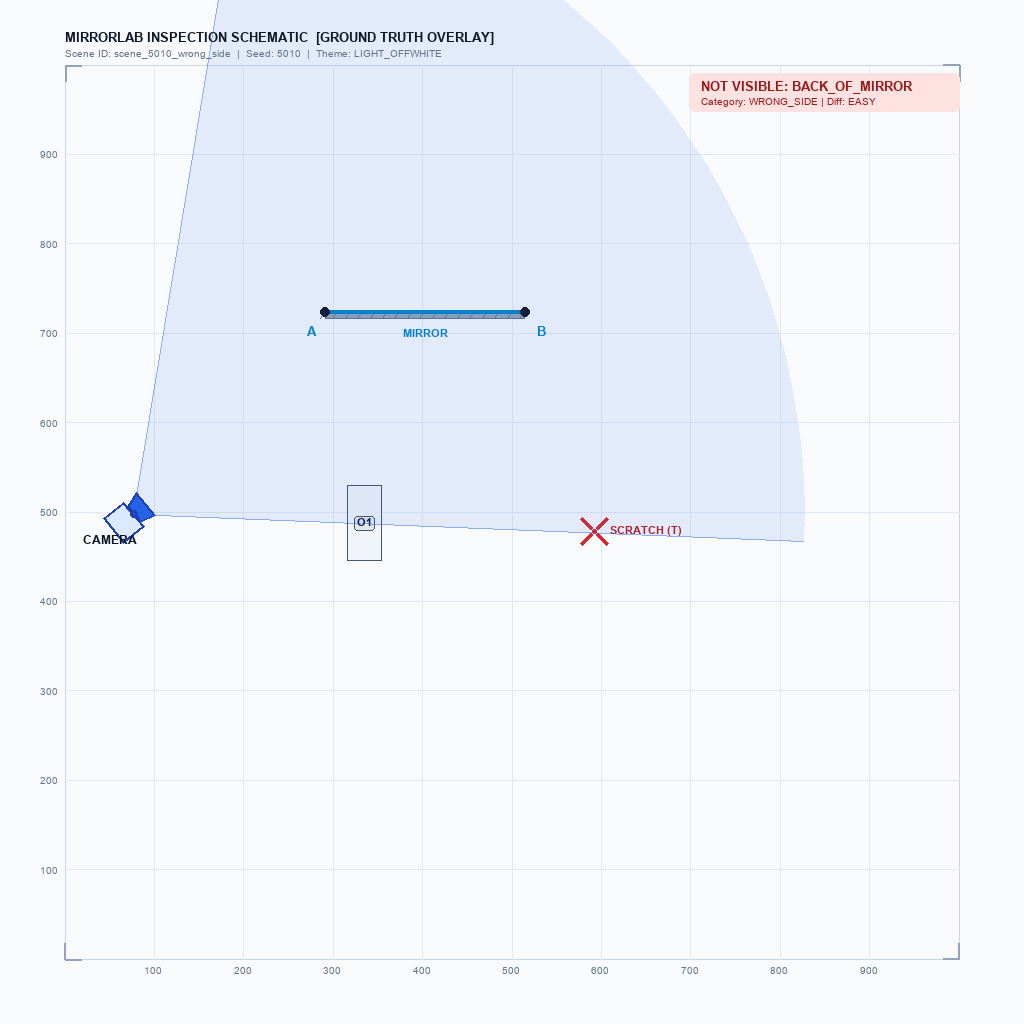 MIRRORLAB INSPECTION SCHEMATIC [GROUND TRUTH OVERLAY]
Scene ID: scene_5010_wrong_side | Seed: 5010 | Theme: LIGHT_OFFWHITE
NOT VISIBLE: BACK_OF_MIRROR
Category: WRONG_SIDE | Diff: EASY
900
800
700
A
MIRROR
B
600
500
O1
SCRATCH (T)
CAMERA
400
300
200
100
100 200 300 400 500 600 700 800 900